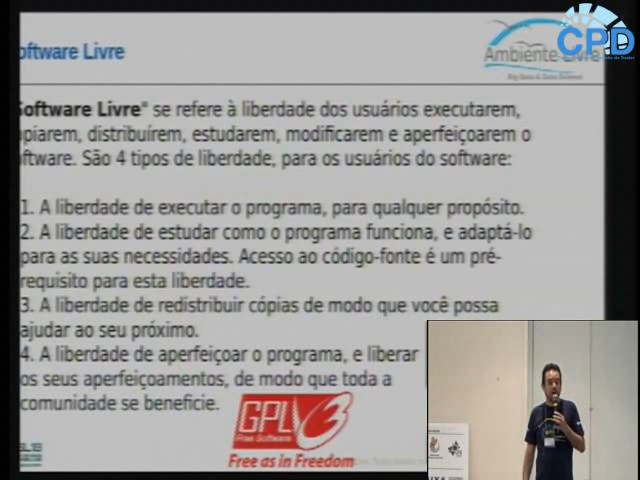 oftware Livre
Ambiente Livre
CPD
Software Livre" se refere à liberdade dos usuários executarem,
opiarem, distribuírem, estudarem, modificarem e aperfeiçoarem o
oftware. São 4 tipos de liberdade, para os usuários do software:
1. A liberdade de executar o programa, para qualquer propósito.
2. A liberdade de estudar como o programa funciona, e adaptá-lo
para as suas necessidades. Acesso ao código-fonte é um pré-
requisito para esta liberdade.
3. A liberdade de redistribuir cópias de modo que você possa
ajudar ao seu próximo.
4. A liberdade de aperfeiçoar o programa, e liberar
os seus aperfeiçoamentos, de modo que toda a
comunidade se beneficie.
GPLv3
Free Software
Free as in Freedom